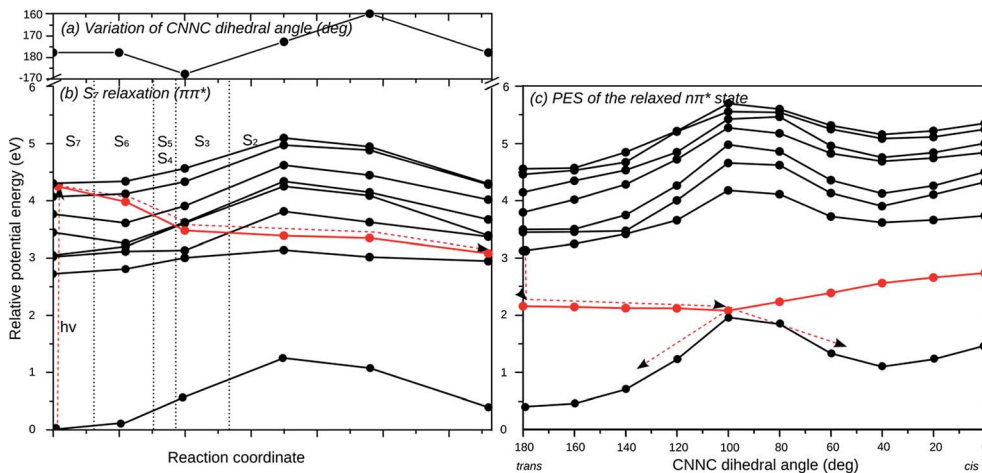 160
170
180
-170
(a) Variation of CNNC dihedral angle (deg)
6
5
4
3
2
1
0
Relative potential energy (eV)
(b) S7 relaxation (ππ*)
S7
S6
S5
S4
S3
S2
hν
Reaction coordinate
6
5
4
3
2
1
0
(c) PES of the relaxed nπ* state
180 160 140 120 100 80 60 40 20
trans
CNNC dihedral angle (deg)
cis